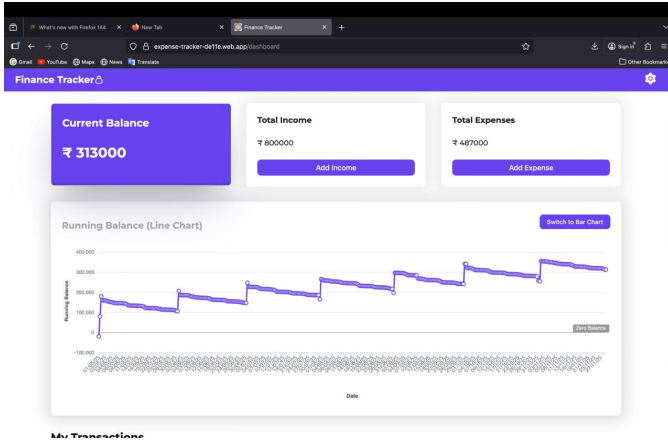 What's new with Firefox 144
New Tab
Finance Tracker
expense-tracker-de11e.web.app/dashboard
Sign in
Gmail YouTube Maps News Translate
Other Bookmarks
Finance Tracker
Current Balance
₹ 313000
Total Income
₹ 800000
Add Income
Total Expenses
₹ 487000
Add Expense
Running Balance (Line Chart)
Switch to Bar Chart
400,000
300,000
200,000
100,000
0
-100,000
Running Balance
Zero Balance
Date
My Transactions